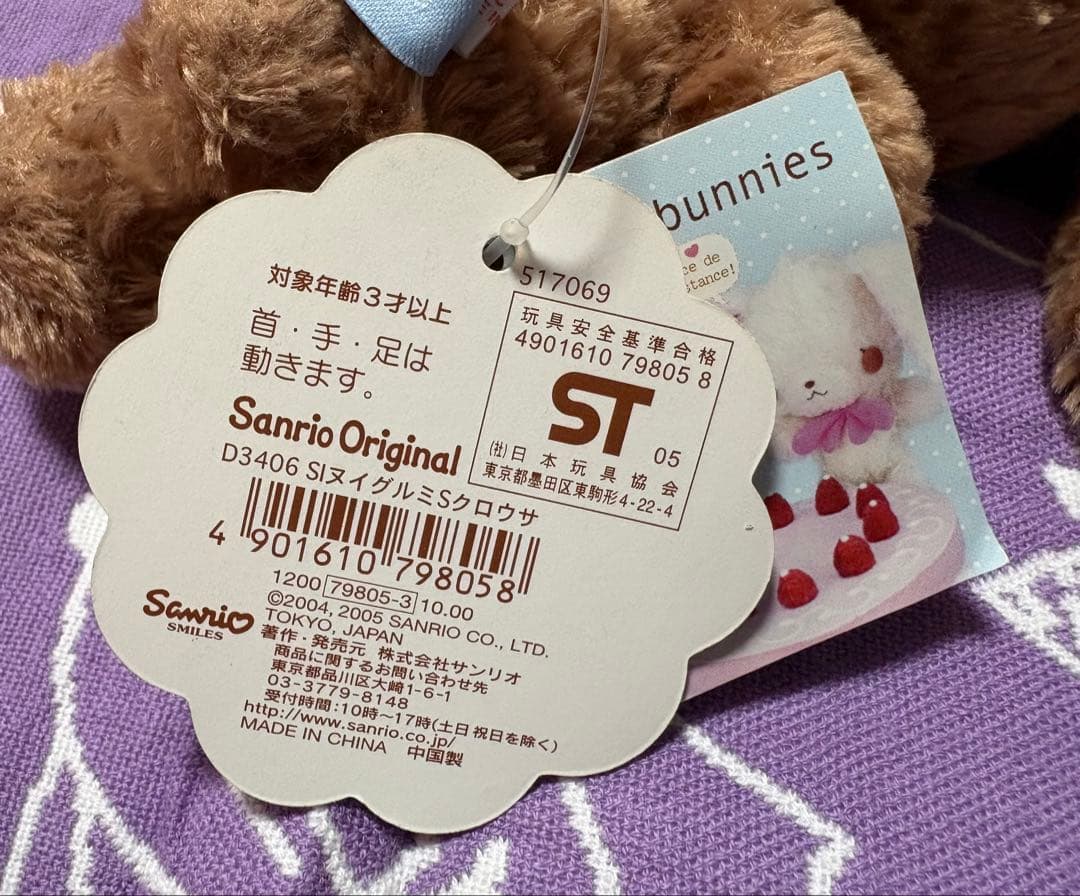 bunnies
ce de
stance!
517069
対象年齢3才以上
首・手・足は
動きます。
玩具安全基準合格
4901610 79805 8
ST
05
(社)日本玩具協会
東京都墨田区東駒形4-22-4
Sanrio Original
D3406 SIヌイグルミSクロウサ
4 901610 798058
1200 79805-3 10.00
©2004, 2005 SANRIO CO., LTD.
TOKYO, JAPAN
Sanrio
SMILES
著作・発売元 株式会社サンリオ
商品に関するお問い合わせ先
東京都品川区大崎1-6-1
03-3779-8148
受付時間:10時~17時(土日祝日を除く)
http://www.sanrio.co.jp/
MADE IN CHINA 中国製